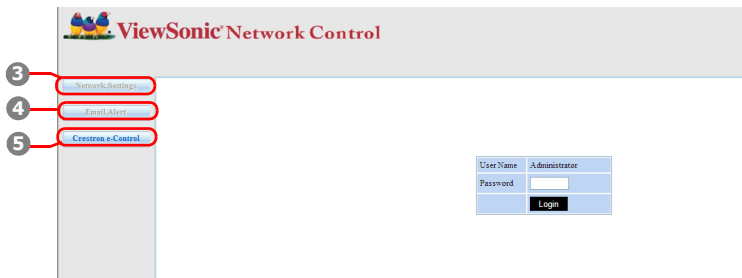 ViewSonic® Network Control
3
Network Settings
4
Email Alert
5
Crestron e-Control
User Name Administrator
Password
Login